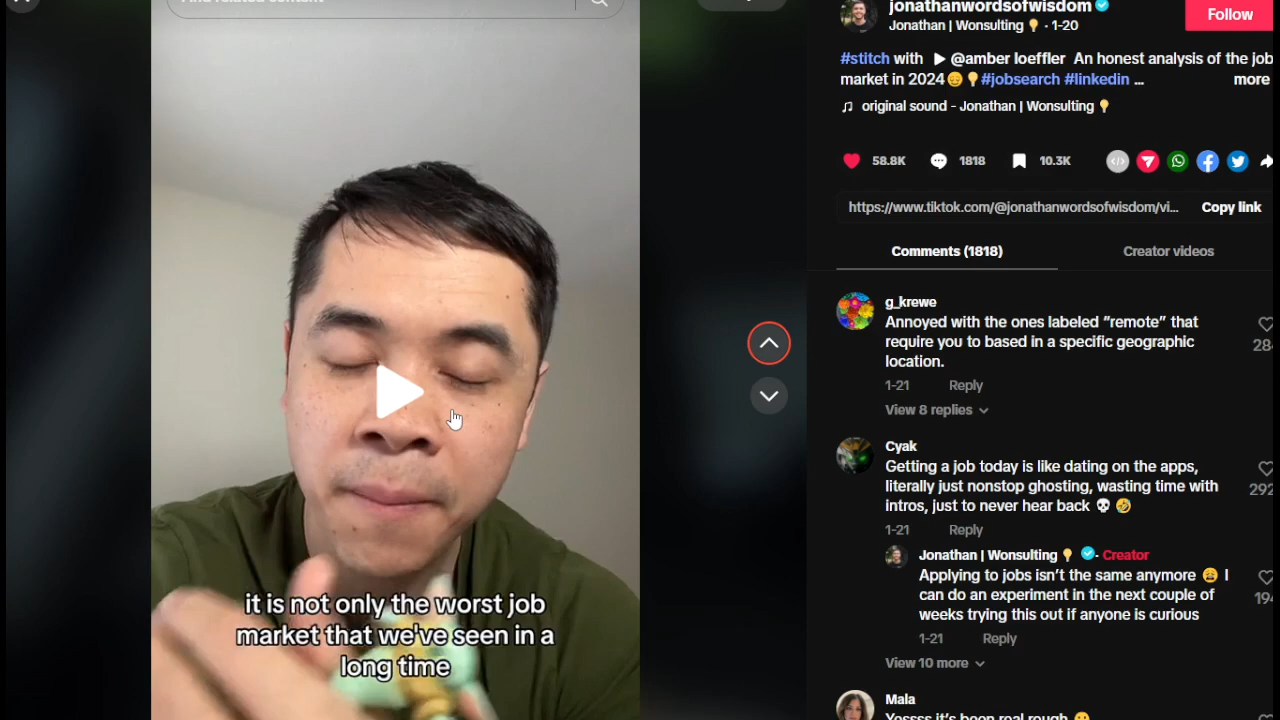 jonathanwordsofwisdom
Jonathan | Wonsulting · 1-20
Follow
#stitch with @amber loeffler An honest analysis of the job
market in 2024 #jobsearch #linkedin ...
more
original sound - Jonathan | Wonsulting
58.8K
1818
10.3K
https://www.tiktok.com/@jonathanwordsofwisdom/vi...
Copy link
Comments (1818)
Creator videos
g_krewe
Annoyed with the ones labeled “remote” that
require you to based in a specific geographic
location.
1-21
Reply
View 8 replies
Cyak
Getting a job today is like dating on the apps,
literally just nonstop ghosting, wasting time with
intros, just to never hear back
292
1-21
Reply
Jonathan | Wonsulting · Creator
Applying to jobs isn’t the same anymore I
can do an experiment in the next couple of
weeks trying this out if anyone is curious
1-21
Reply
View 10 more
Mala
Yessss it’s been real rough
it is not only the worst job
market that we've seen in a
long time